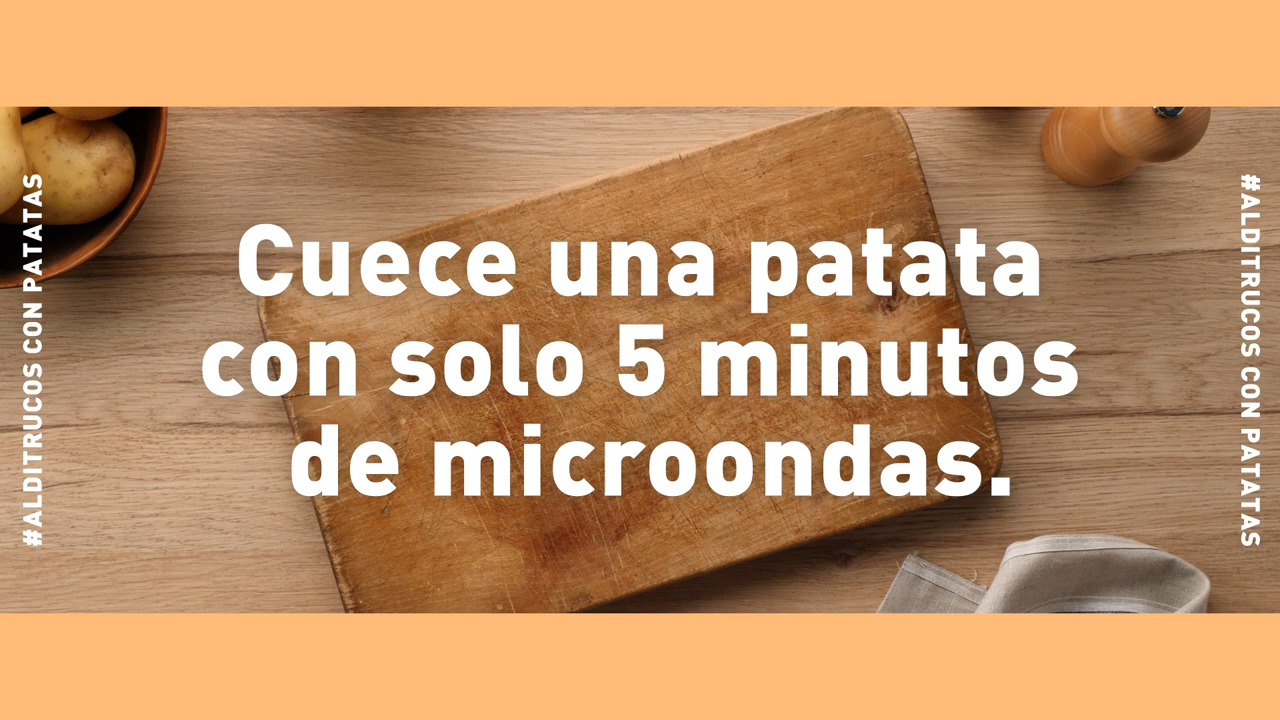 #ALDITRUCOS CON PATATAS
Cuece una patata
con solo 5 minutos
de microondas.
#ALDITRUCOS CON PATATAS